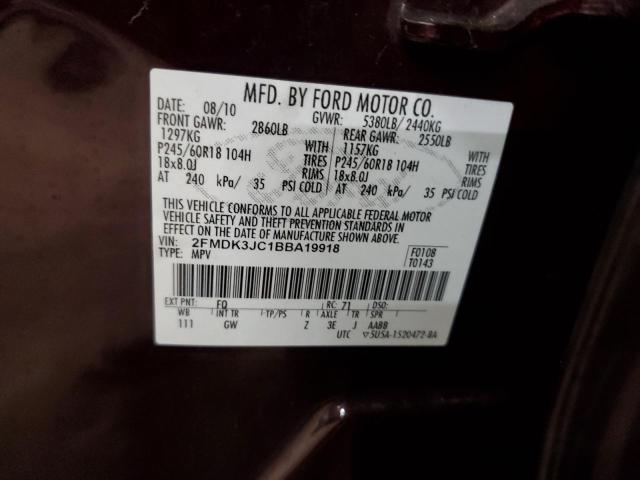 MFD. BY FORD MOTOR CO.
DATE: 08/10 GVWR: 5380LB/ 2440KG
FRONT GAWR: 2860LB REAR GAWR: 2550LB
1297KG WITH 1157KG WITH
P245/60R18 104H TIRES P245/60R18 104H TIRES
18x8.0J RIMS 18x8.0J RIMS
AT 240 kPa/ 35 PSI COLD AT 240 kPa/ 35 PSI COLD
THIS VEHICLE CONFORMS TO ALL APPLICABLE FEDERAL MOTOR
VEHICLE SAFETY AND THEFT PREVENTION STANDARDS IN
EFFECT ON THE DATE OF MANUFACTURE SHOWN ABOVE.
VIN: 2FMDK3JC1BBA19918 F0108
TYPE: MPV T0143
EXT PNT: FQ RC: 71 DSO:
WB INT TR TP/PS R AXLE TR SPR
111 GW Z 3E J AABB
UTC ▽5USA-1520472-BA